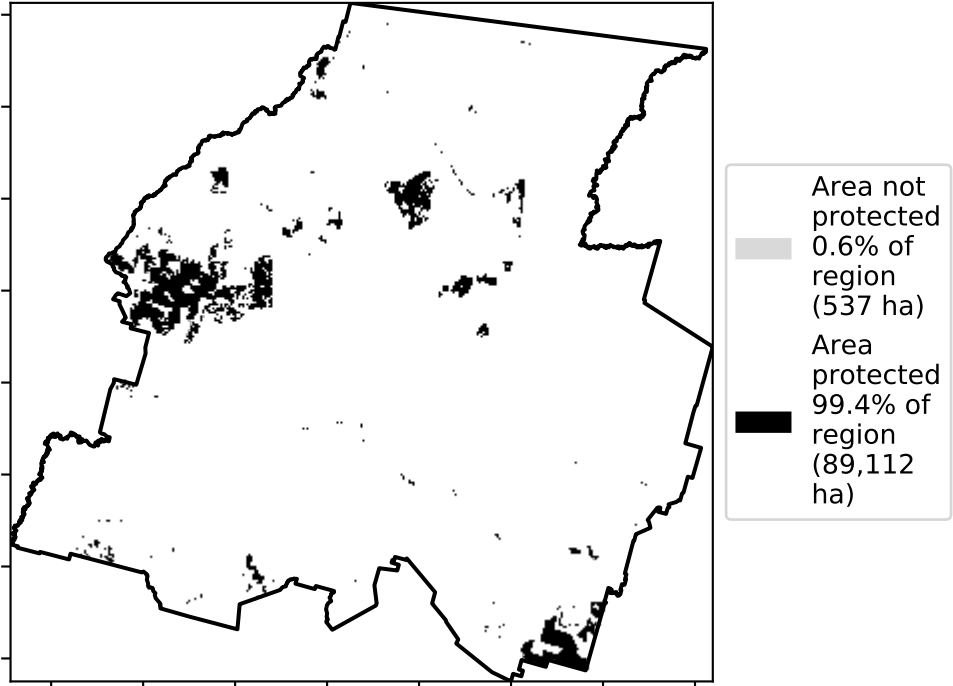 Area not
protected
0.6% of
region
(537 ha)
Area
protected
99.4% of
region
(89,112
ha)